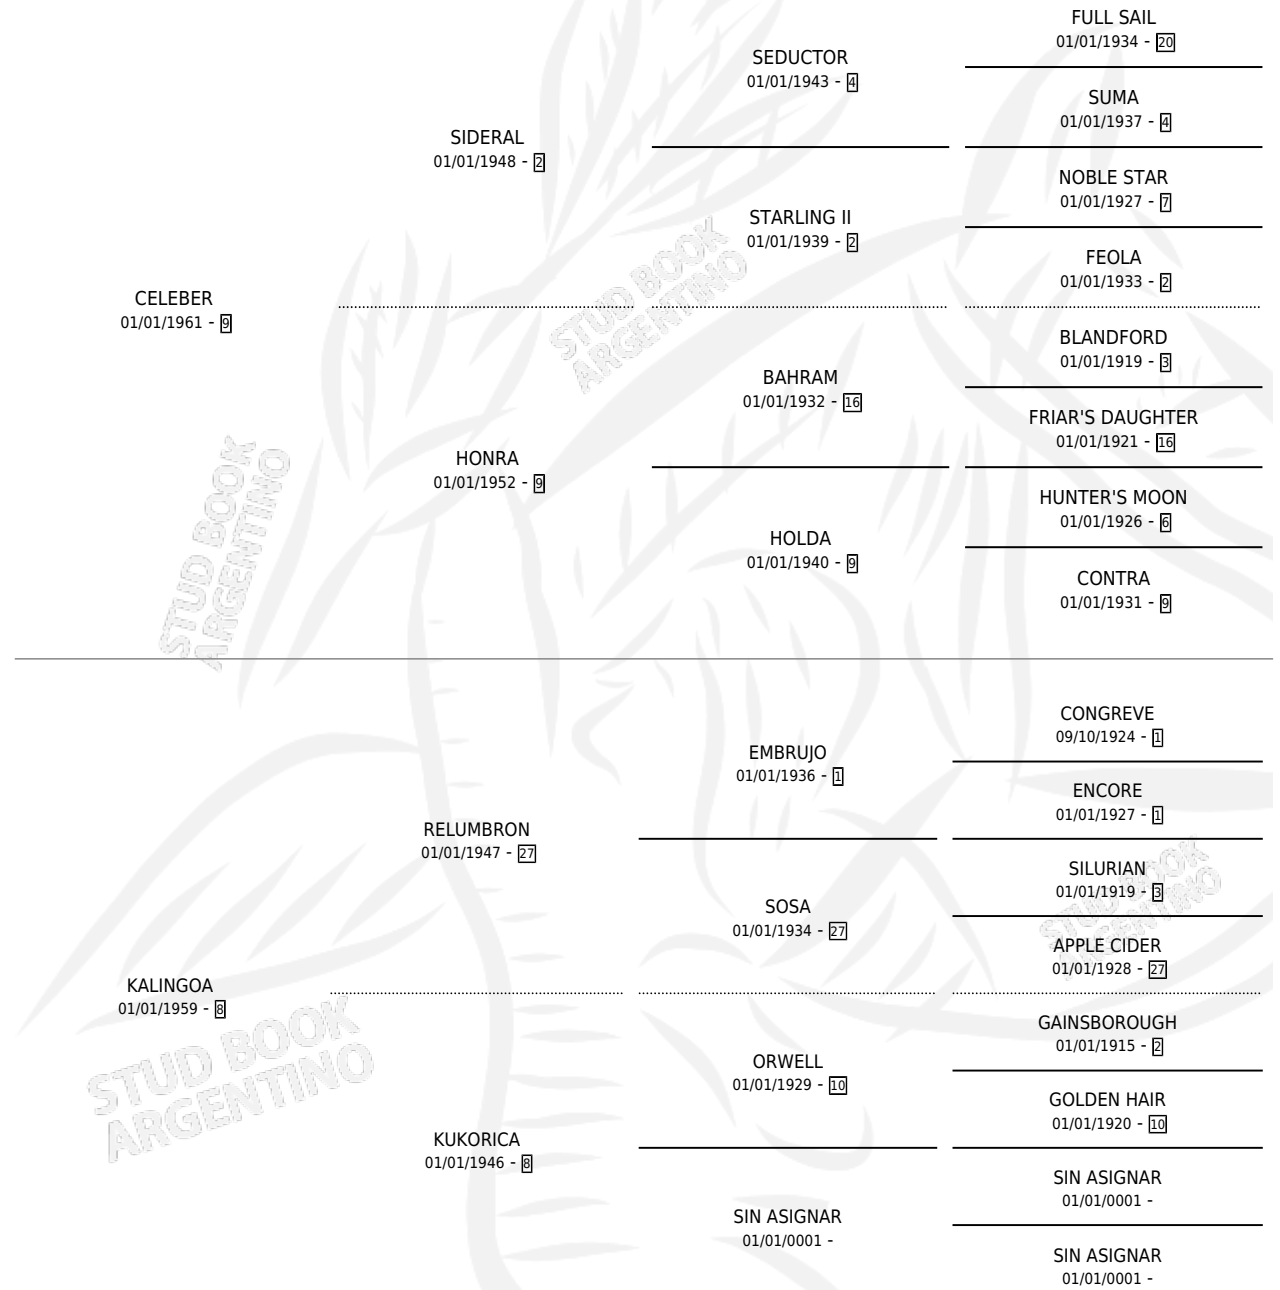 FULL SAIL
01/01/1934 - 20
SEDUCTOR
01/01/1943 - 4
SUMA
01/01/1937 - 4
SIDERAL
01/01/1948 - 2
NOBLE STAR
01/01/1927 - 7
STARLING II
01/01/1939 - 2
FEOLA
01/01/1933 - 2
CELEBER
01/01/1961 - 9
BLANDFORD
01/01/1919 - 3
BAHRAM
01/01/1932 - 16
FRIAR'S DAUGHTER
01/01/1921 - 16
HONRA
01/01/1952 - 9
HUNTER'S MOON
01/01/1926 - 6
HOLDA
01/01/1940 - 9
CONTRA
01/01/1931 - 9
CONGREVE
09/10/1924 - 1
EMBRUJO
01/01/1936 - 1
ENCORE
01/01/1927 - 1
RELUMBRON
01/01/1947 - 27
SILURIAN
01/01/1919 - 3
SOSA
01/01/1934 - 27
APPLE CIDER
01/01/1928 - 27
KALINGOA
01/01/1959 - 8
GAINSBOROUGH
01/01/1915 - 2
ORWELL
01/01/1929 - 10
GOLDEN HAIR
01/01/1920 - 10
KUKORICA
01/01/1946 - 8
SIN ASIGNAR
01/01/0001 -
SIN ASIGNAR
01/01/0001 -
SIN ASIGNAR
01/01/0001 -
STUD BOOK
ARGENTINO
STUD BOOK
ARGENTINO
STUD BOOK
ARGENTINO
STUD BOOK
ARGENTINO